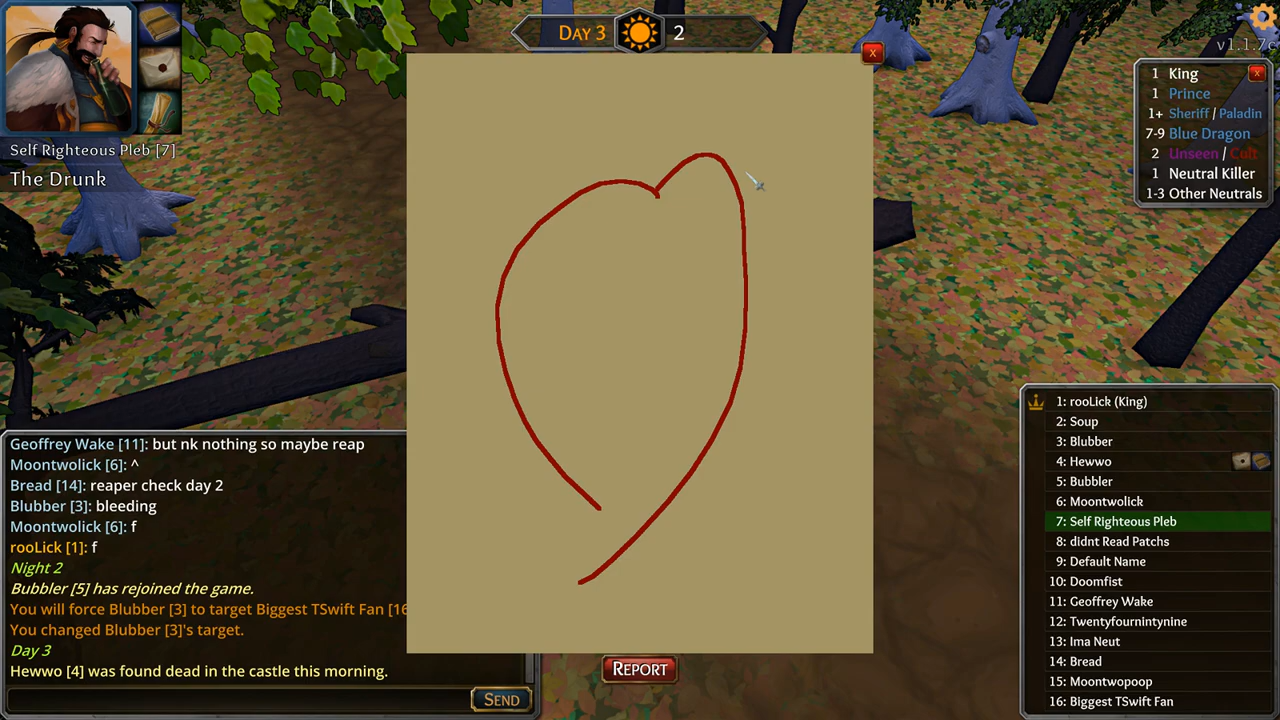 DAY 3
2
v1.1.7c
x
Self Righteous Pleb [7]
The Drunk
1 King
x
1 Prince
1+ Sheriff / Paladin
7-9 Blue Dragon
2 Unseen / Cult
1 Neutral Killer
1-3 Other Neutrals
Geoffrey Wake [11]: but nk nothing so maybe reap
Moontwolick [6]: ^
Bread [14]: reaper check day 2
Blubber [3]: bleeding
Moontwolick [6]: f
rooLick [1]: f
Night 2
Bubbler [5] has rejoined the game.
You will force Blubber [3] to target Biggest TSwift Fan [16
You changed Blubber [3]'s target.
Day 3
Hewwo [4] was found dead in the castle this morning.
SEND
REPORT
1: rooLick (King)
2: Soup
3: Blubber
4: Hewwo
5: Bubbler
6: Moontwolick
7: Self Righteous Pleb
8: didnt Read Patchs
9: Default Name
10: Doomfist
11: Geoffrey Wake
12: Twentyfournintynine
13: Ima Neut
14: Bread
15: Moontwopoop
16: Biggest TSwift Fan